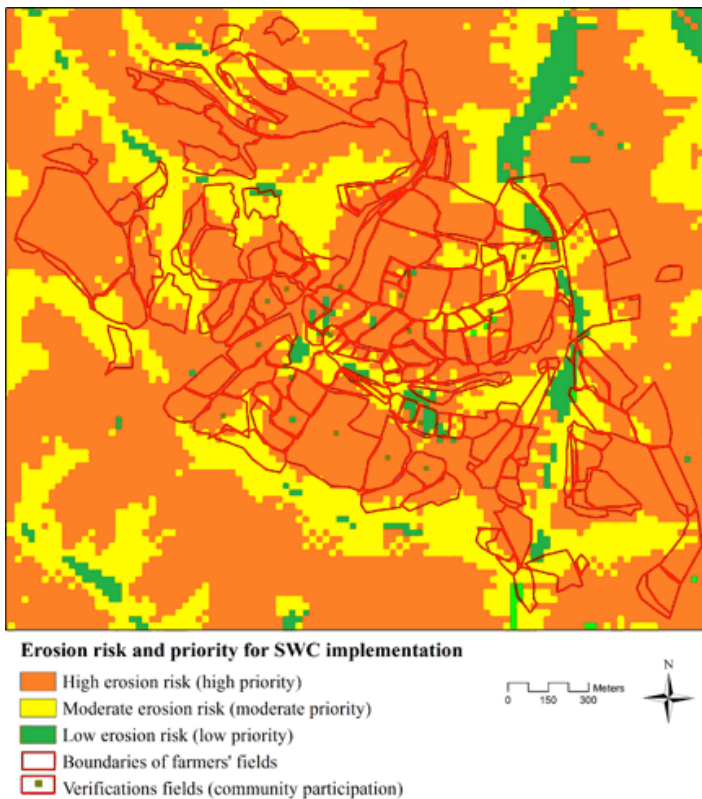 Erosion risk and priority for SWC implementation
High erosion risk (high priority)
Moderate erosion risk (moderate priority)
Low erosion risk (low priority)
Boundaries of farmers' fields
Verifications fields (community participation)
Meters
0 150 300
N